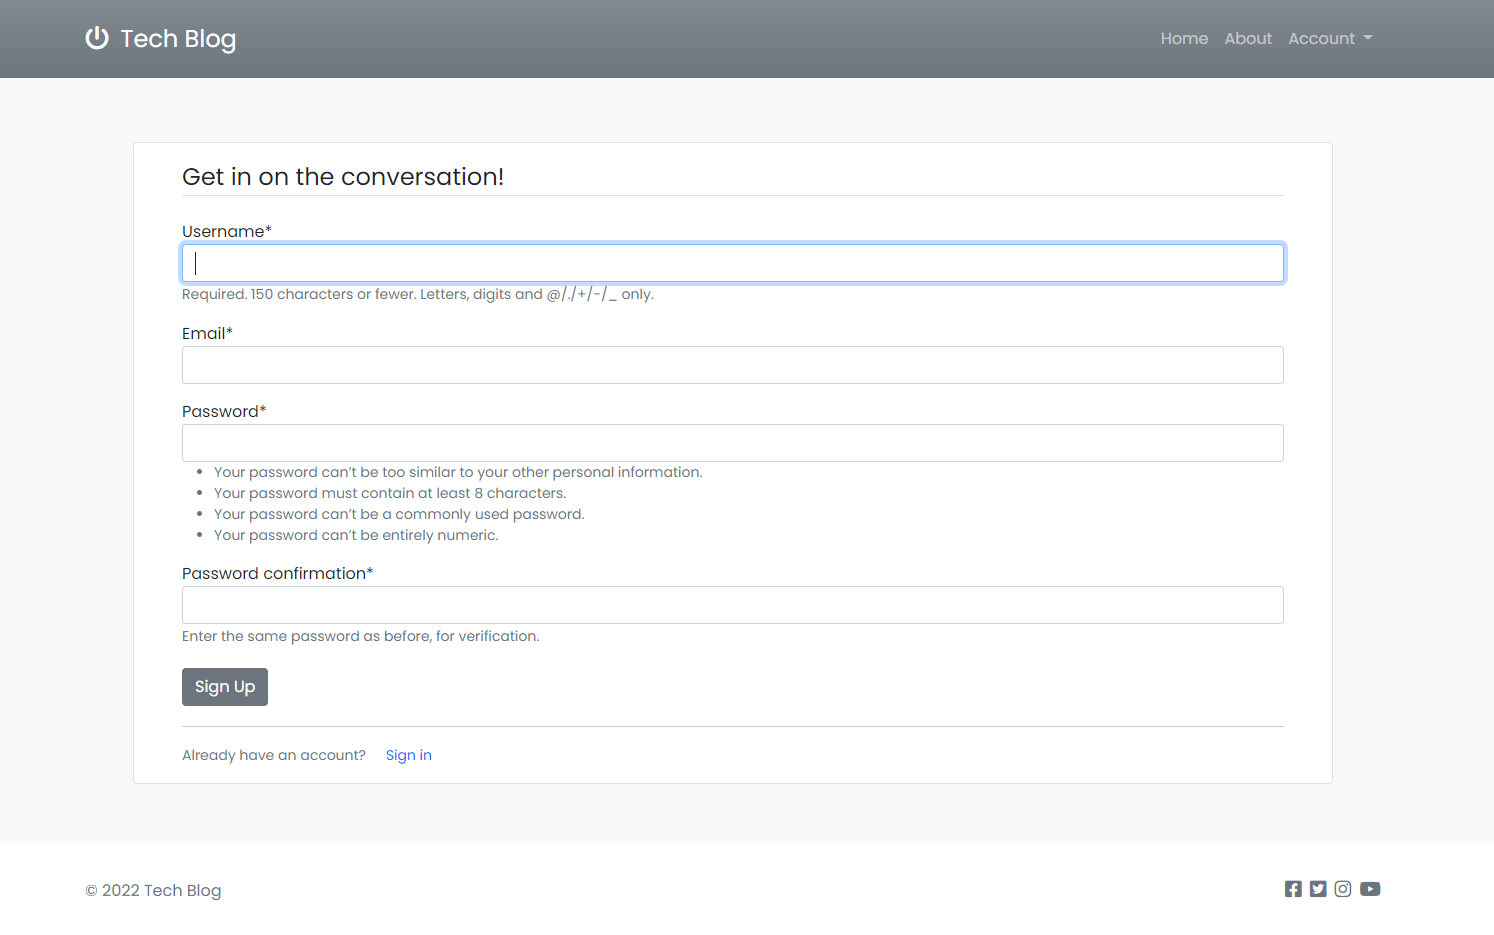 Tech Blog
Home About Account
Get in on the conversation!
Username*
Required. 150 characters or fewer. Letters, digits and @/./+/-/_ only.
Email*
Password*
Your password can’t be too similar to your other personal information.
Your password must contain at least 8 characters.
Your password can’t be a commonly used password.
Your password can’t be entirely numeric.
Password confirmation*
Enter the same password as before, for verification.
Sign Up
Already have an account? Sign in
© 2022 Tech Blog